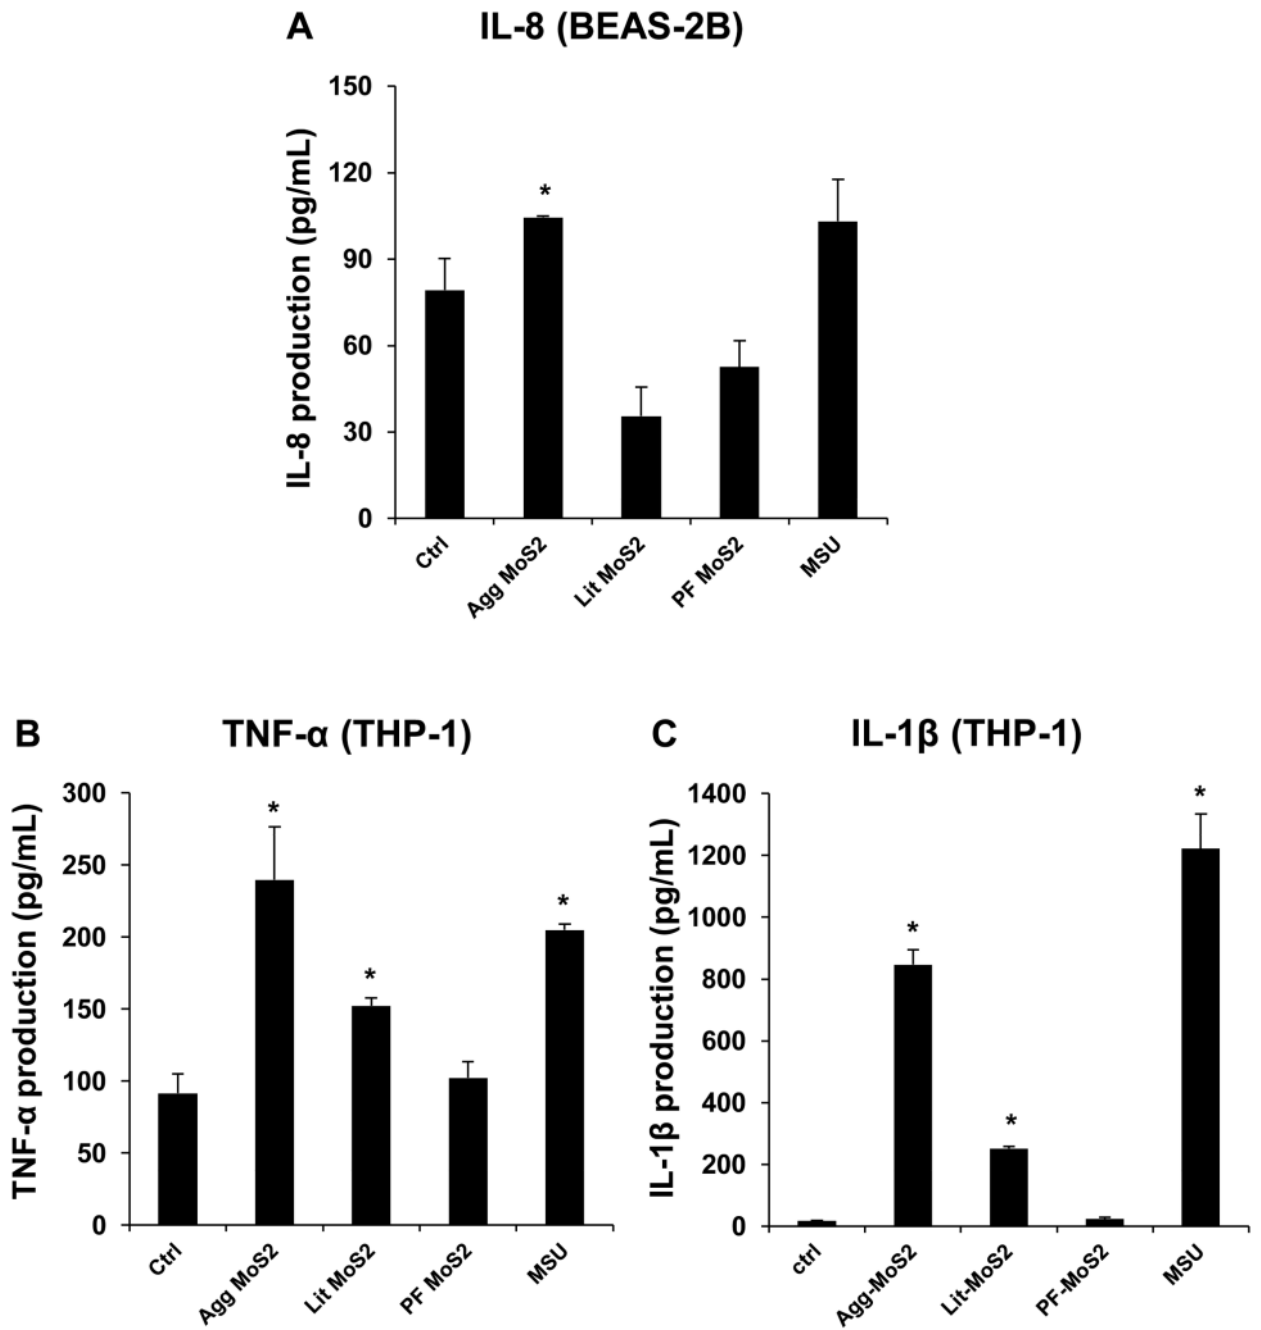 A
IL-8 (BEAS-2B)
IL-8 production (pg/mL)
150
120
90
60
30
0
*
Ctrl
Agg MoS2
Lit MoS2
PF MoS2
MSU
B
TNF-α (THP-1)
TNF-α production (pg/mL)
300
250
200
150
100
50
0
*
*
*
Ctrl
Agg MoS2
Lit MoS2
PF MoS2
MSU
C
IL-1β (THP-1)
IL-1β production (pg/mL)
1400
1200
1000
800
600
400
200
0
*
*
*
ctrl
Agg-MoS2
Lit-MoS2
PF-MoS2
MSU